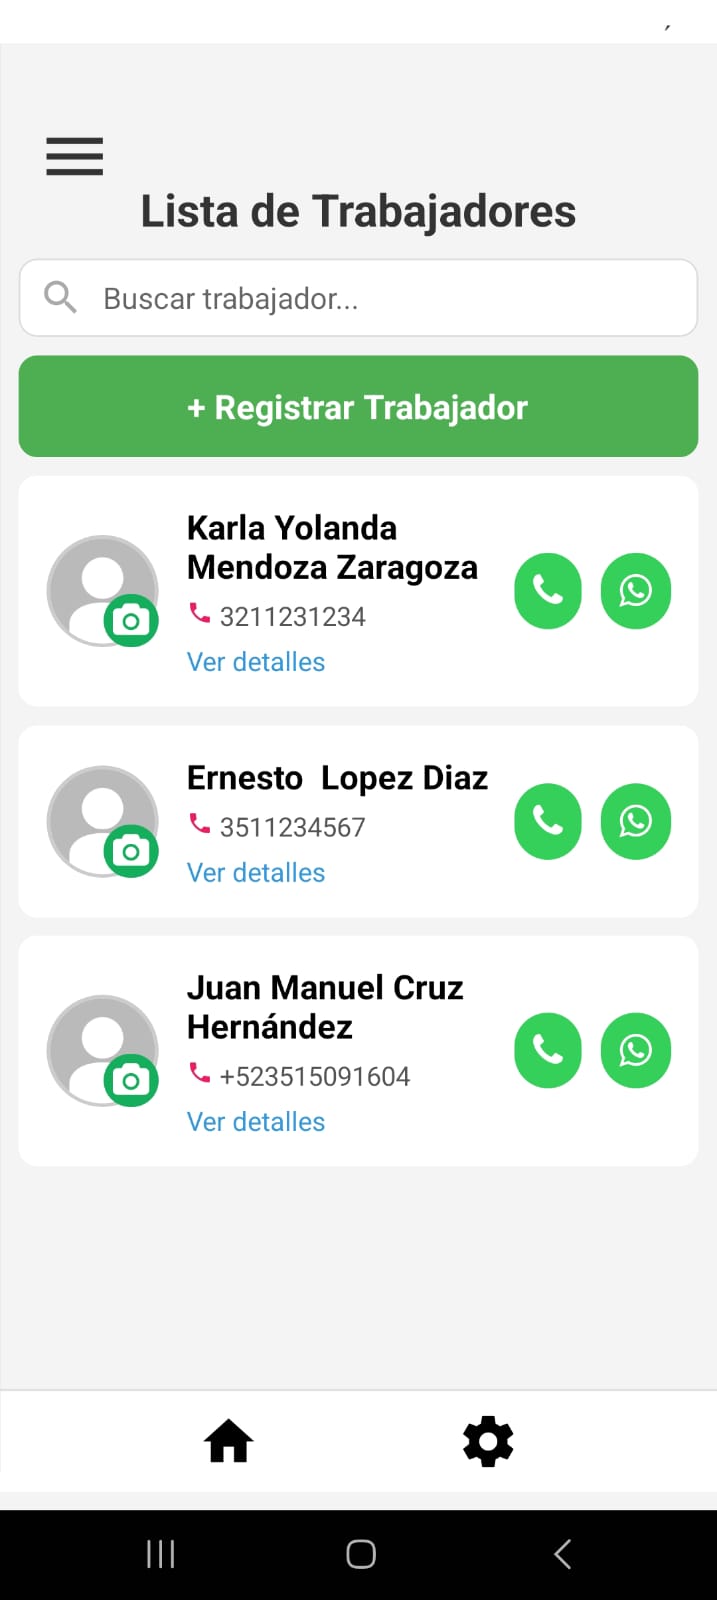 Lista de Trabajadores
Buscar trabajador...
+ Registrar Trabajador
Karla Yolanda
Mendoza Zaragoza
3211231234
Ver detalles
Ernesto  Lopez Diaz
3511234567
Ver detalles
Juan Manuel Cruz
Hernández
+523515091604
Ver detalles